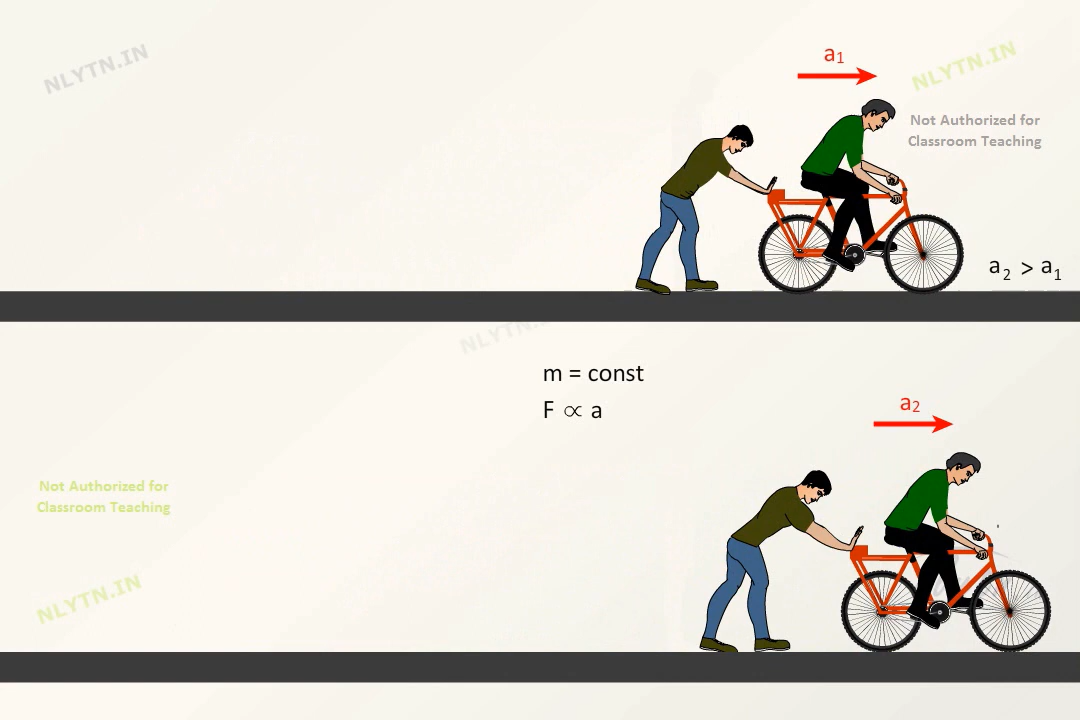 NLYTN.IN
a1
NLYTN.IN
Not Authorized for
Classroom Teaching
a2 > a1
NLYTN.
m = const
F ∝ a
a2
Not Authorized for
Classroom Teaching
NLYTN.IN